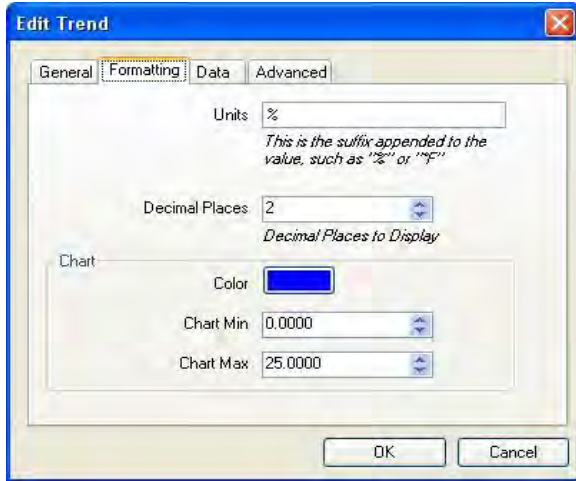 Edit Trend
General Formatting Data Advanced
Units %
This is the suffix appended to the
value, such as "%" or "°F"
Decimal Places 2
Decimal Places to Display
Chart
Color
Chart Min 0.0000
Chart Max 25.0000
OK Cancel